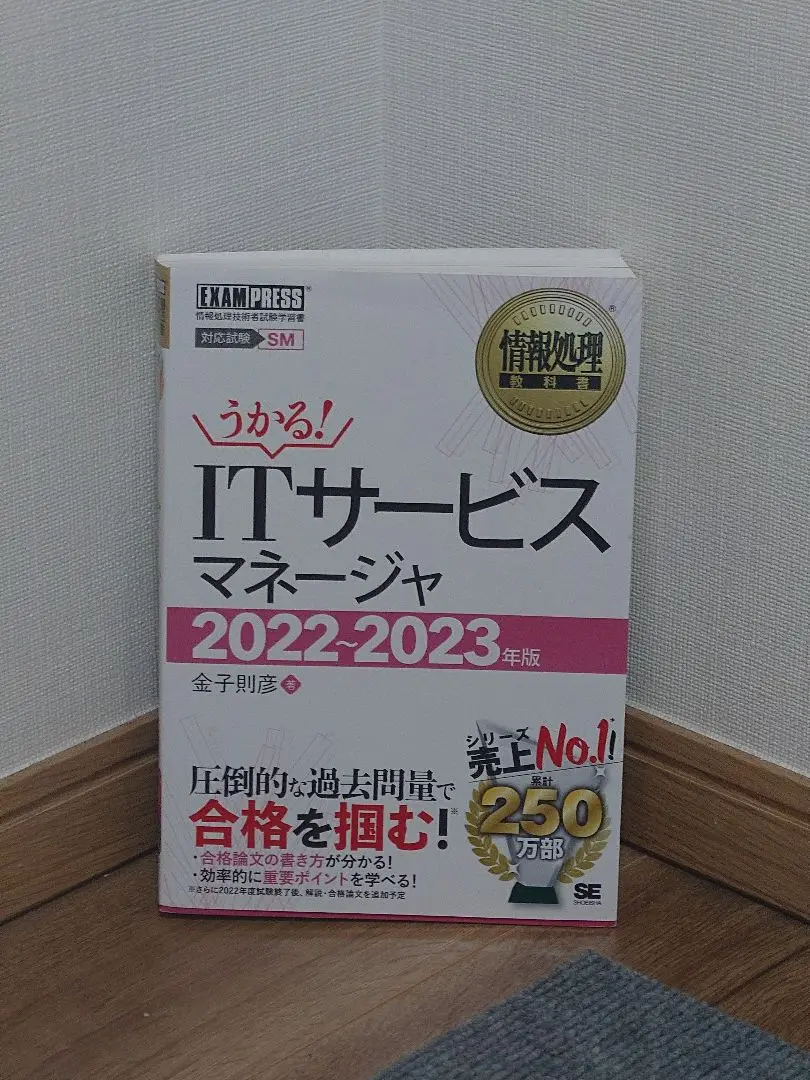 EXAMPRESS®
情報処理技術者試験学習書
対応試験 SM
情報処理®
教科書
うかる!
ITサービス
マネージャ
2022~2023年版
金子則彦 著
圧倒的な過去問量で
合格を掴む!※
・合格論文の書き方が分かる!
・効率的に重要ポイントを学べる!
※さらに2022年度試験終了後、解説・合格論文を追加予定
シリーズ
売上No.1!*
累計
250
万部
SE
SHOEISHA